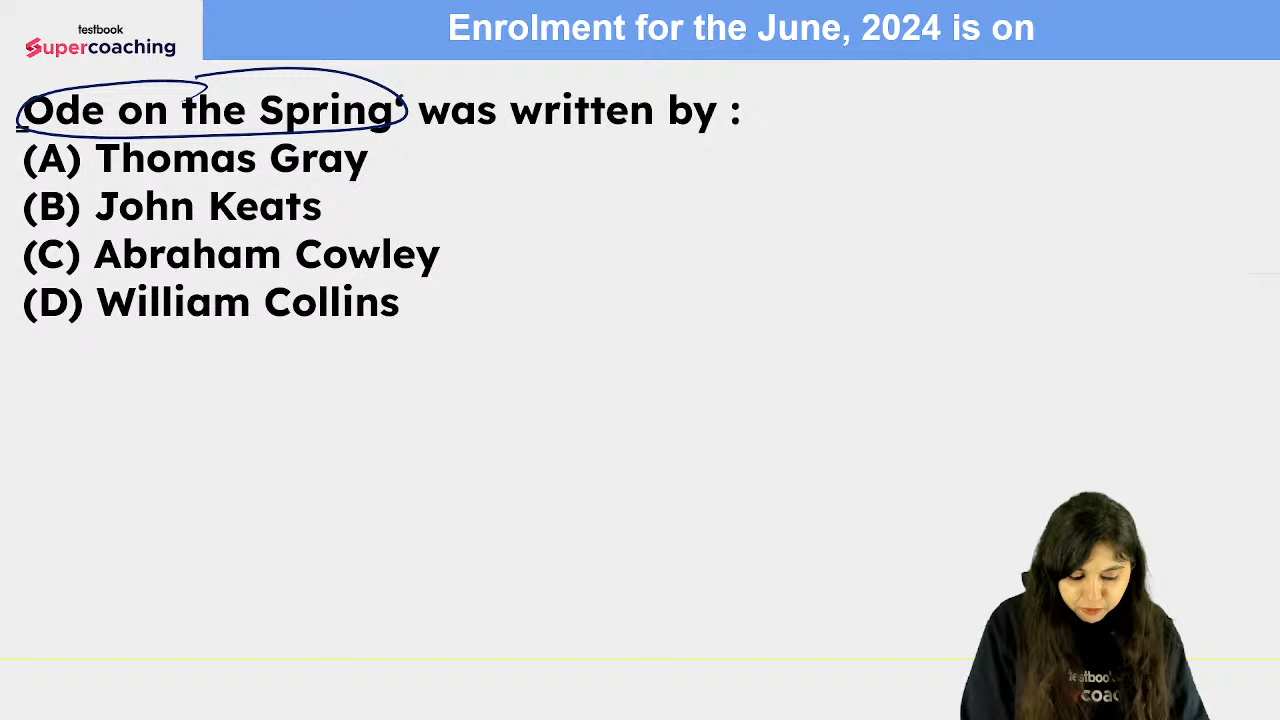 testbook
Supercoaching
Enrolment for the June, 2024 is on
Ode on the Spring‘ was written by :
(A) Thomas Gray
(B) John Keats
(C) Abraham Cowley
(D) William Collins